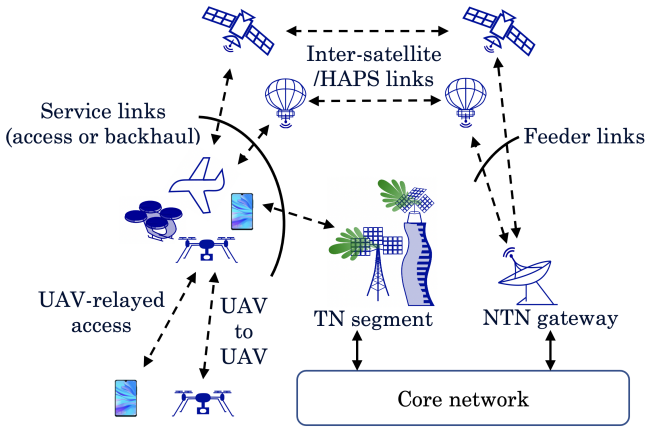 Inter-satellite
/HAPS links
Service links
(access or backhaul)
Feeder links
UAV-relayed
access
UAV
to
UAV
TN segment
NTN gateway
Core network